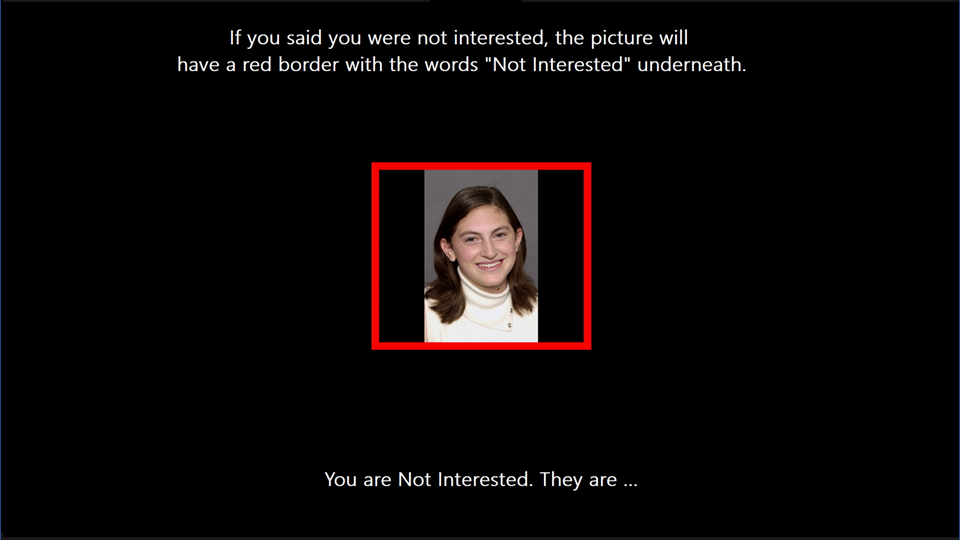 If you said you were not interested, the picture will
have a red border with the words "Not Interested" underneath.
You are Not Interested. They are ...